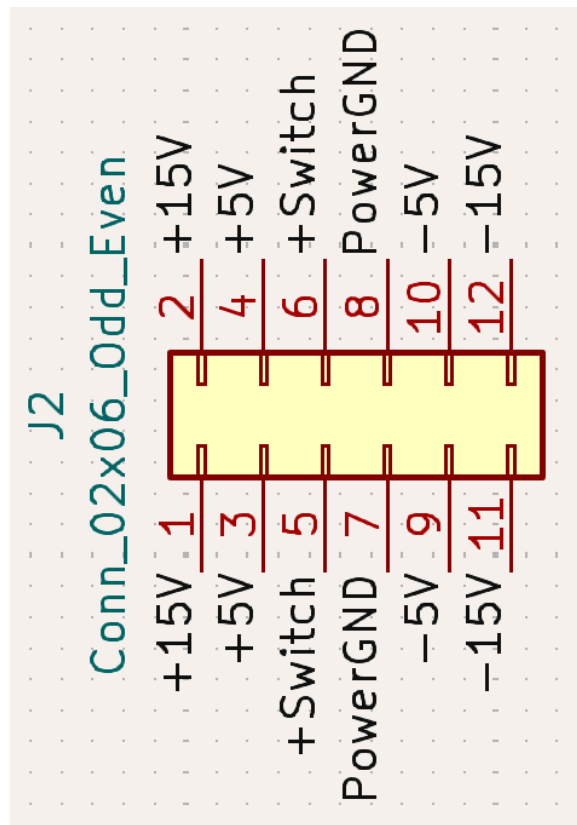 J2
Conn_02x06_Odd_Even
+15V
+5V
+Switch
PowerGND
-5V
-15V
2
4
6
8
10
12
1
3
5
7
9
11
+15V
+5V
+Switch
PowerGND
-5V
-15V